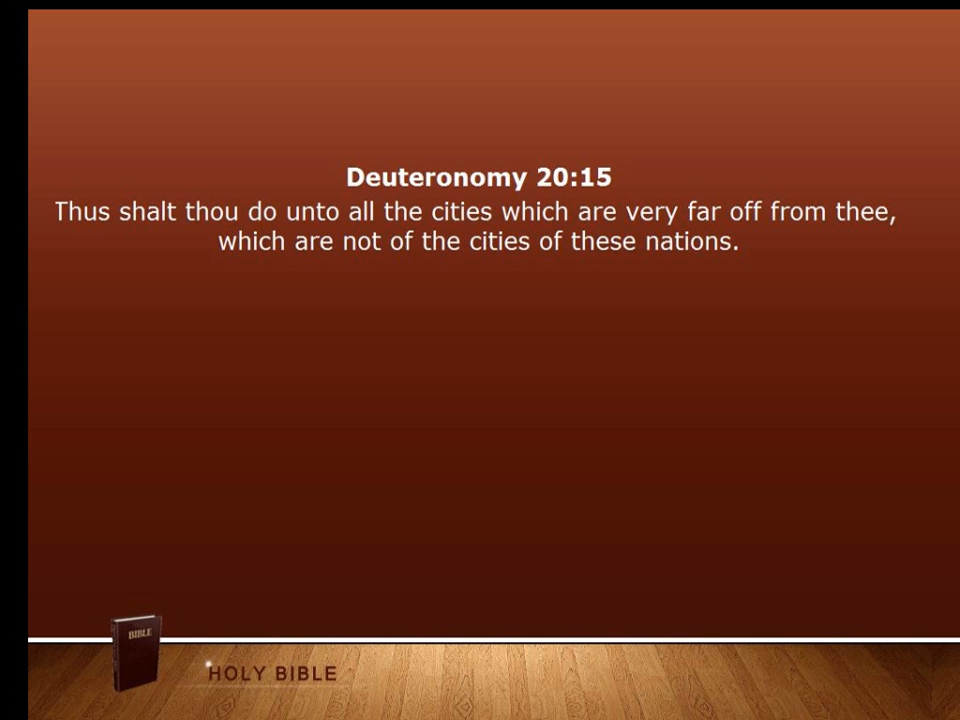 Deuteronomy 20:15
Thus shalt thou do unto all the cities which are very far off from thee,
which are not of the cities of these nations.
BIBLE
HOLY BIBLE